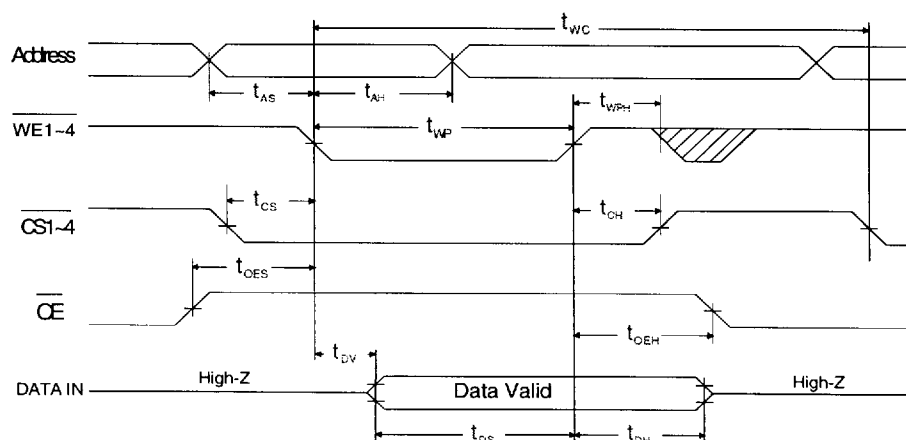 tWC
Address
tAS
tAH
tWPH
WE1~4
tWP
tCS
tCH
CS1~4
tOES
OE
tOEH
tDV
DATA IN
High-Z
Data Valid
High-Z
tDS
tDH